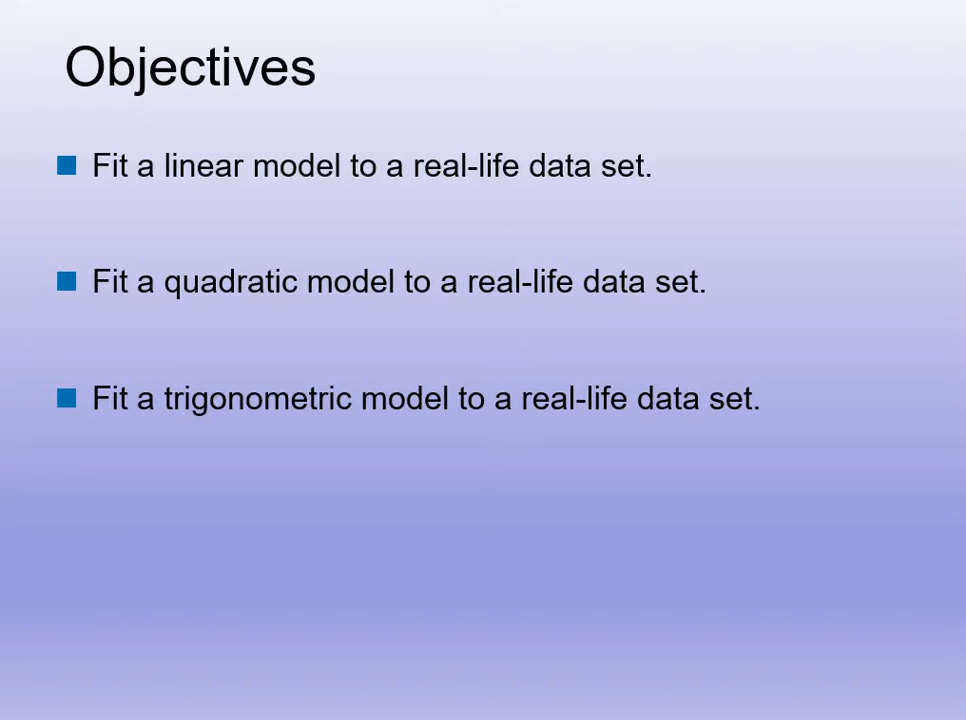 Objectives
Fit a linear model to a real-life data set.
Fit a quadratic model to a real-life data set.
Fit a trigonometric model to a real-life data set.